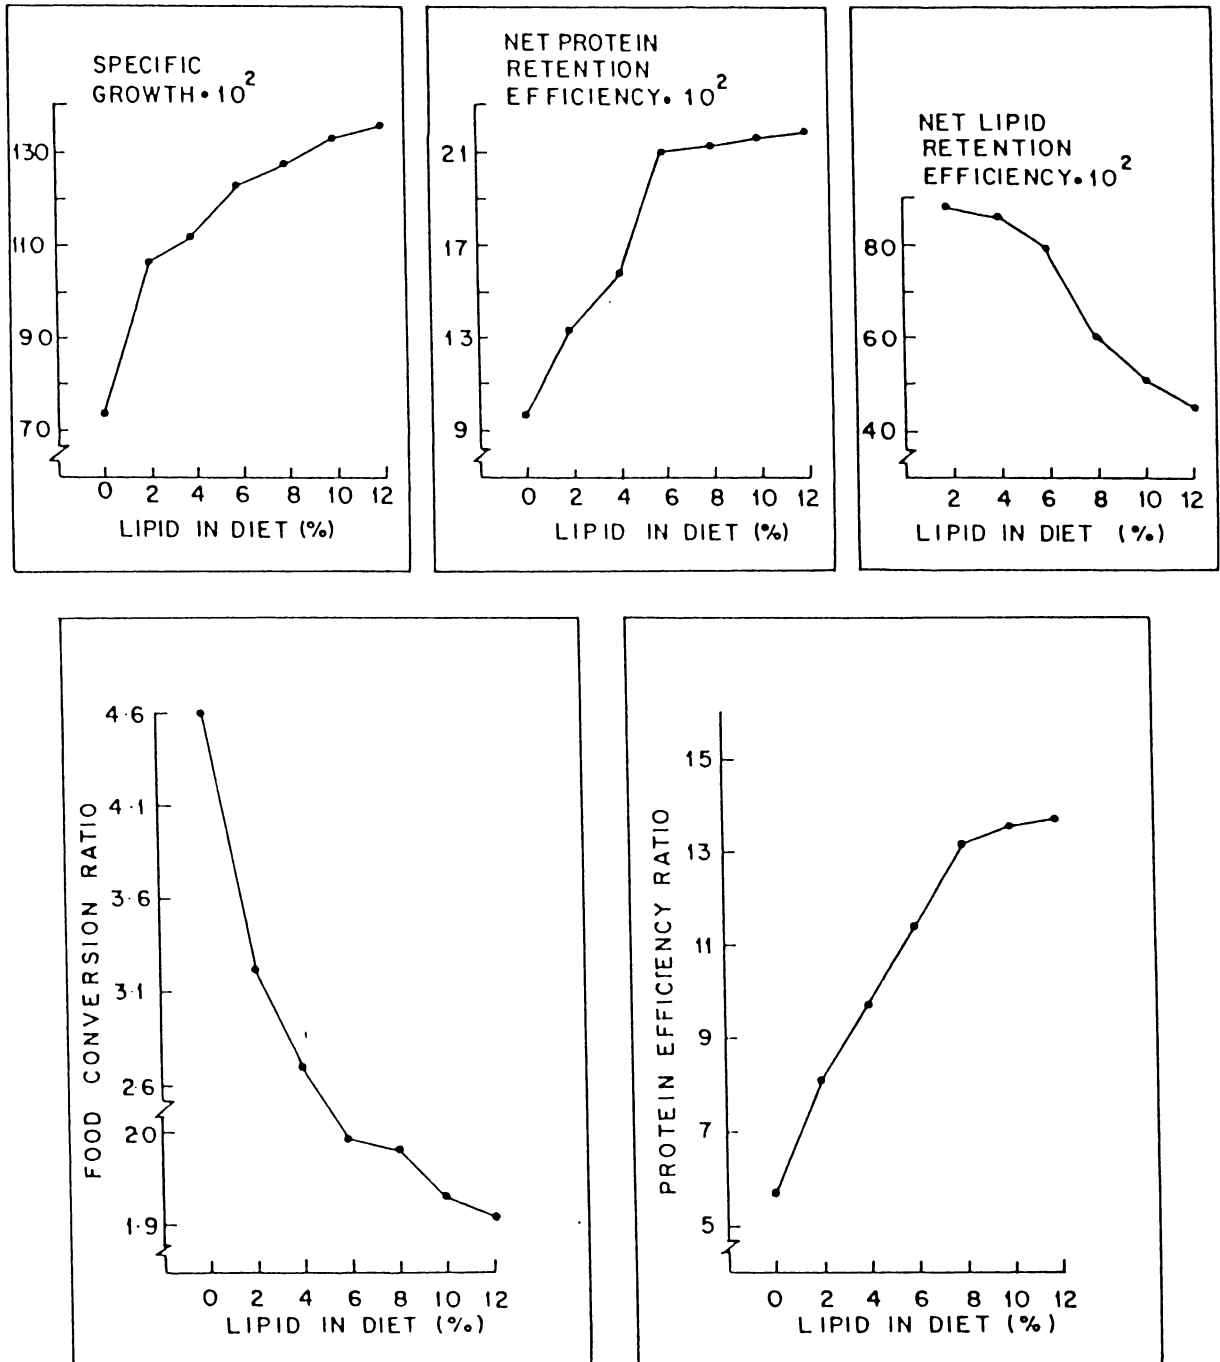 SPECIFIC
GROWTH•10²
130
110
90
70
0 2 4 6 8 10 12
LIPID IN DIET (%)
NET PROTEIN
RETENTION
EFFICIENCY•10²
21
17
13
9
0 2 4 6 8 10 12
LIPID IN DIET (%)
NET LIPID
RETENTION
EFFICIENCY•10²
80
60
40
2 4 6 8 10 12
LIPID IN DIET (%)
FOOD CONVERSION RATIO
4·6
4·1
3·6
3·1
2·6
20
1·9
0 2 4 6 8 10 12
LIPID IN DIET (%)
PROTEIN EFFICIENCY RATIO
15
13
11
9
7
5
0 2 4 6 8 10 12
LIPID IN DIET (%)